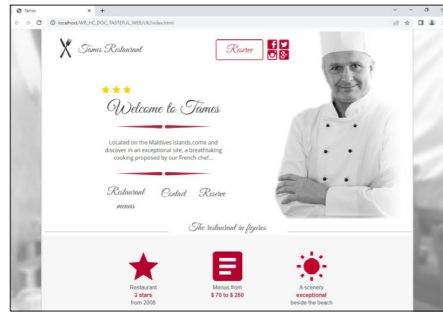 Tames
localhost/WB_HC_DOC_TASTEFUL_WEB/UK/index.html
Tames Restaurant
Reserve
Welcome to Tames
Located on the Maldives islands,come and
discover in an exceptional site, a breathtaking
cooking proposed by our French chef...
Restaurant
menus
Contact
Reserve
The restaurant in figures
Restaurant
3 stars
from 2008
Menus from
$ 70 to $ 250
A scenery
exceptional
beside the beach